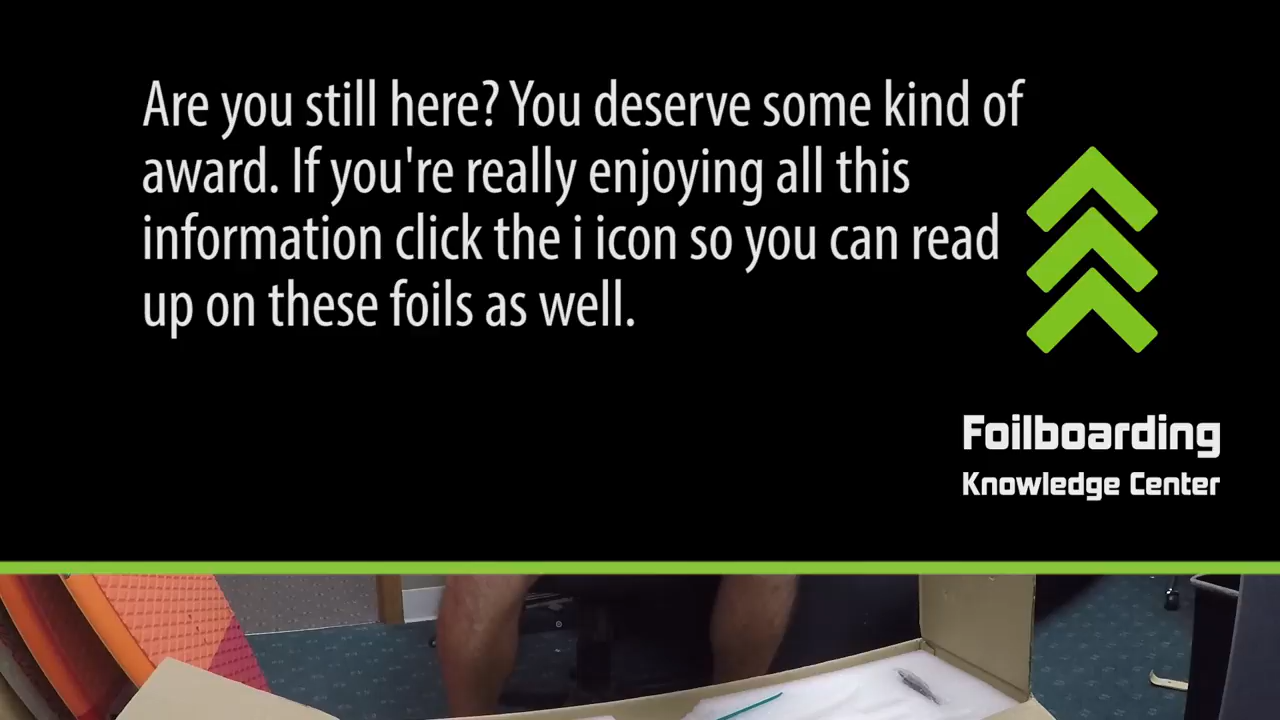 Are you still here? You deserve some kind of
award. If you're really enjoying all this
information click the i icon so you can read
up on these foils as well.
Foilboarding
Knowledge Center